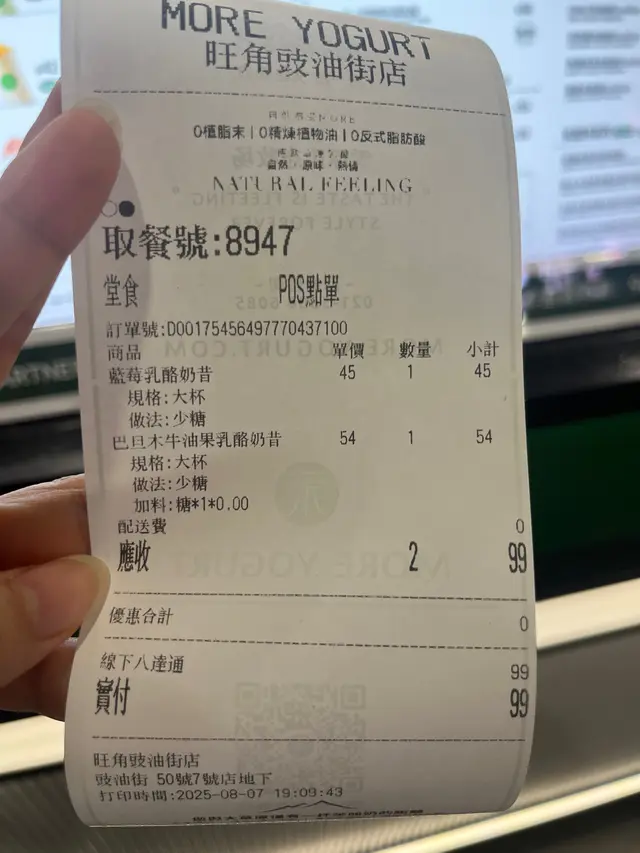 MORE YOGURT
旺角豉油街店
0植脂末 | 0精煉植物油 | 0反式脂肪酸
自然 · 原味 · 熱情
NATURAL FEELING
取餐號:8947
堂食 POS點單
訂單號:D00175456497770437100
商品 單價 數量 小計
藍莓乳酪奶昔 45 1 45
規格:大杯
做法:少糖
巴旦木牛油果乳酪奶昔 54 1 54
規格:大杯
做法:少糖
加料:糖*1*0.00
配送費 0
應收 2 99
優惠合計 0
線下八達通 99
實付 99
旺角豉油街店
豉油街 50號7號店地下
打印時間:2025-08-07 19:09:43